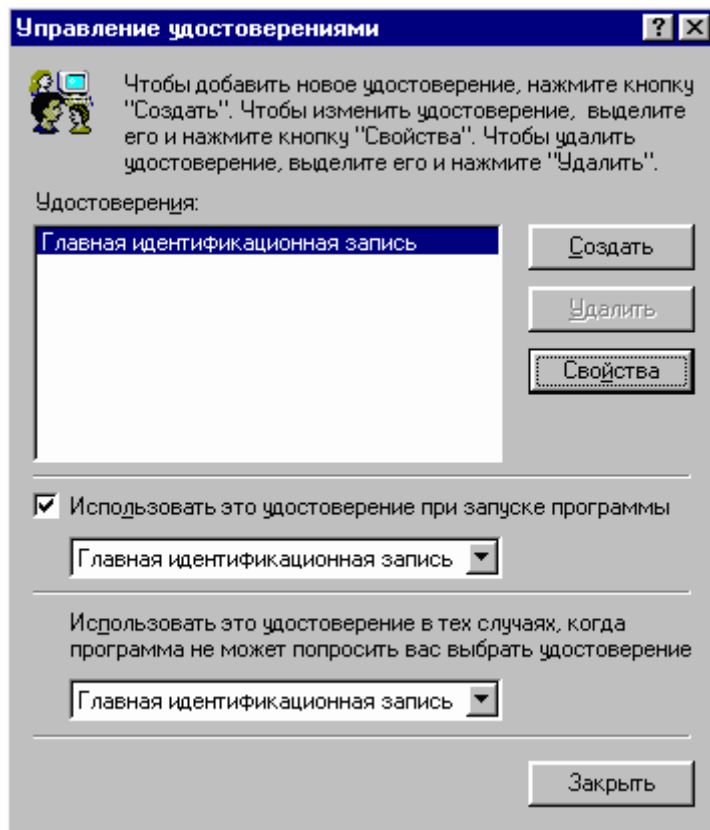 Управление удостоверениями
Чтобы добавить новое удостоверение, нажмите кнопку
"Создать". Чтобы изменить удостоверение, выделите
его и нажмите кнопку "Свойства". Чтобы удалить
удостоверение, выделите его и нажмите "Удалить".
Удостоверения:
Главная идентификационная запись
Создать
Удалить
Свойства
Использовать это удостоверение при запуске программы
Главная идентификационная запись
Использовать это удостоверение в тех случаях, когда
программа не может попросить вас выбрать удостоверение
Главная идентификационная запись
Закрыть